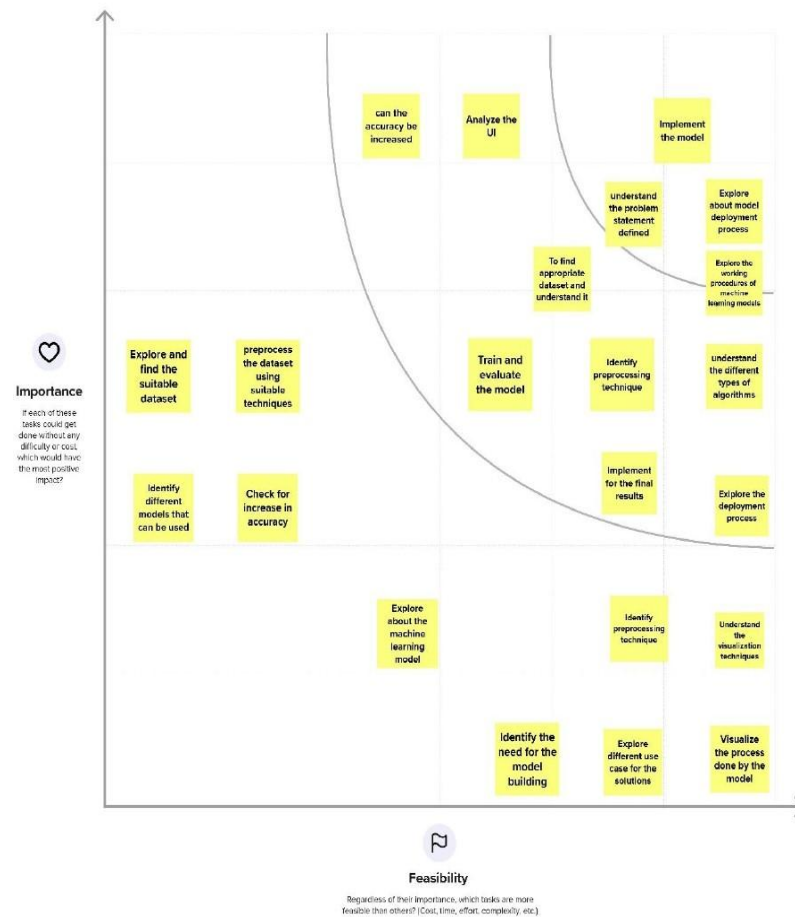 can the
accuracy be
increased
Analyze the
UI
Implement
the model
understand
the problem
statement
defined
Explore
about model
deployment
process
To find
appropriate
dataset and
understand it
Explore the
working
procedures of
machine
learning models
Explore and
find the
suitable
dataset
preprocess
the dataset
using
suitable
techniques
Train and
evaluate
the model
Identify
preprocessing
technique
understand
the different
types of
algorithms
Importance
If each of these
tasks could get
done without any
difficulty or cost,
which would have
the most positive
impact?
Identify
different
models that
can be used
Check for
increase in
accuracy
Implement
for the final
results
Explore the
deployment
process
Explore
about the
machine
learning
model
Identify
preprocessing
technique
Understand
the
visualization
techniques
Identify the
need for the
model
building
Explore
different use
case for the
solutions
Visualize
the process
done by the
model
Feasibility
Regardless of their importance, which tasks are more
feasible than others? (Cost, time, effort, complexity, etc.)